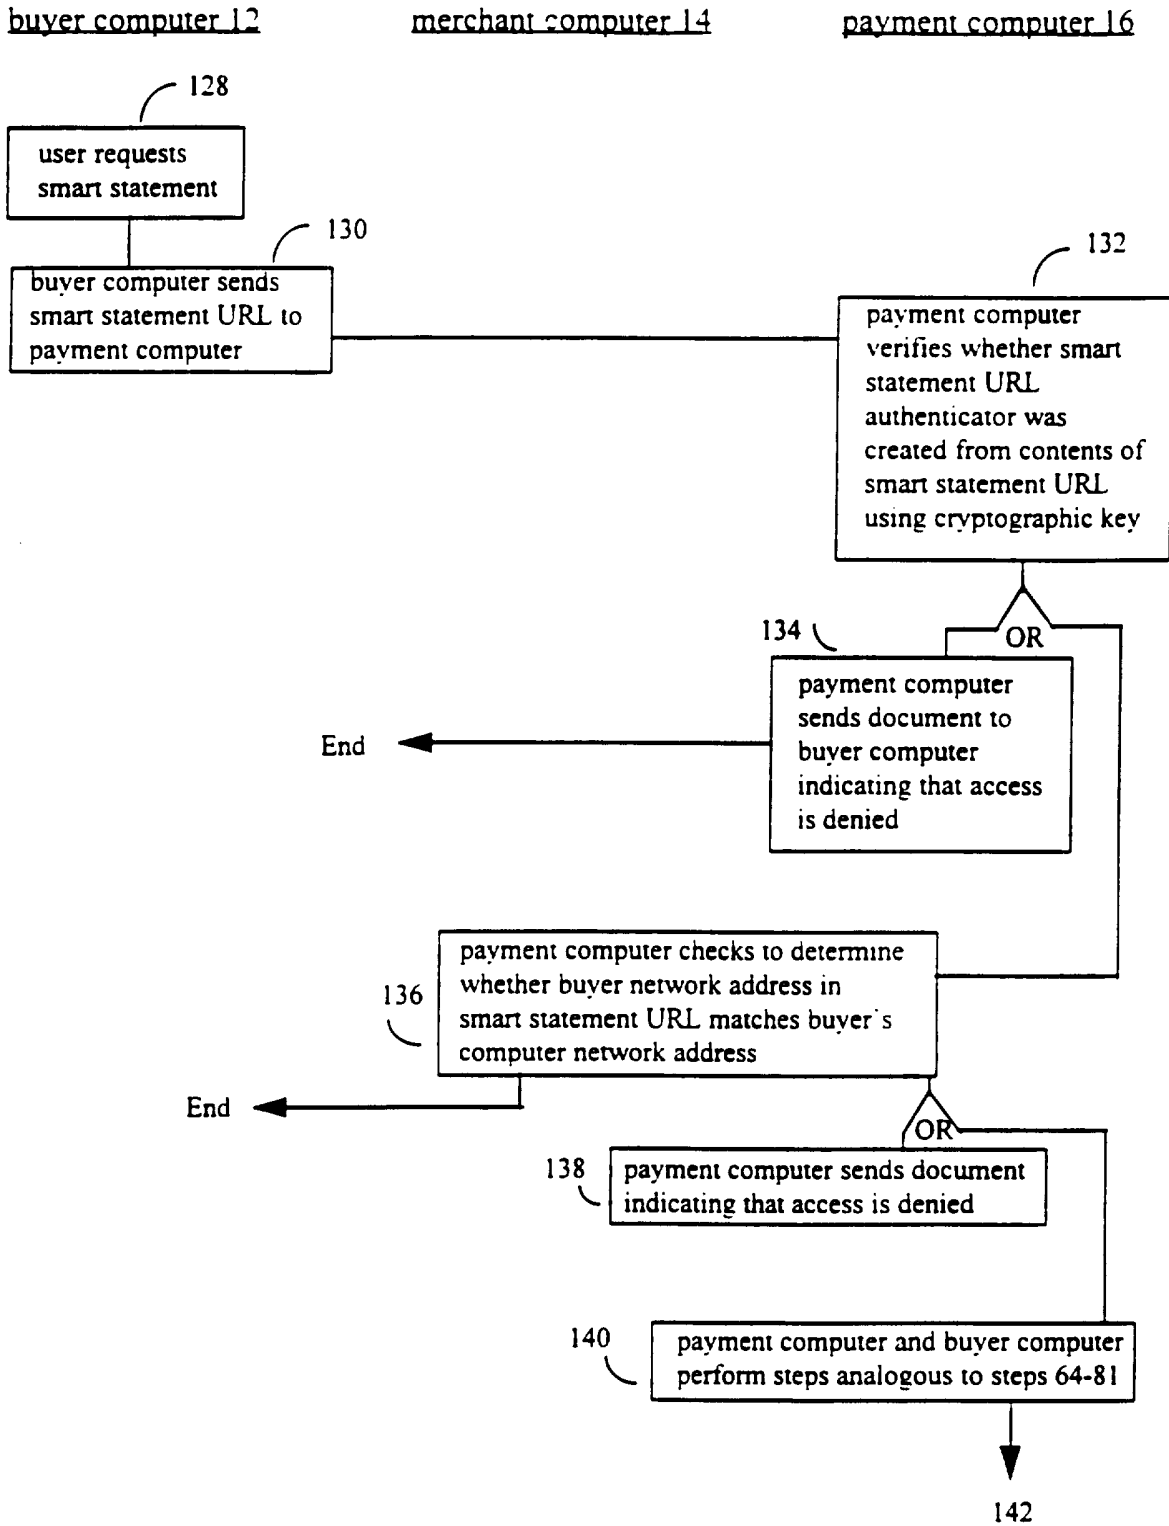 buyer computer 12
merchant computer 14
payment computer 16
128
user requests
smart statement
130
buyer computer sends
smart statement URL to
payment computer
132
payment computer
verifies whether smart
statement URL
authenticator was
created from contents of
smart statement URL
using cryptographic key
OR
134
payment computer
sends document to
buyer computer
indicating that access
is denied
End
136
payment computer checks to determine
whether buyer network address in
smart statement URL matches buyer's
computer network address
End
OR
138
payment computer sends document
indicating that access is denied
140
payment computer and buyer computer
perform steps analogous to steps 64-81
142